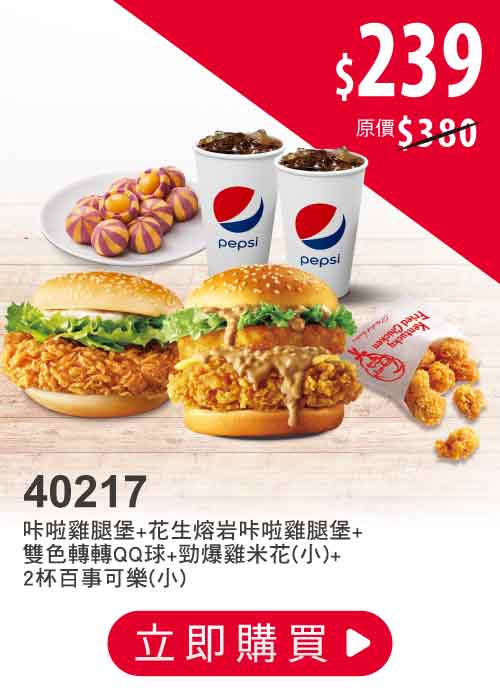 $239
原價$380
pepsi
pepsi
Kentucky
Fried Chicken
40217
咔啦雞腿堡+花生熔岩咔啦雞腿堡+
雙色轉轉QQ球+勁爆雞米花(小)+
2杯百事可樂(小)
立即購買